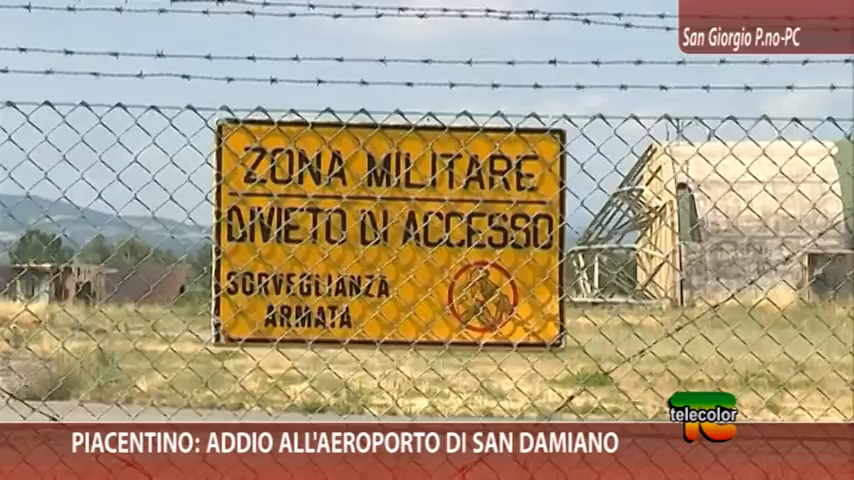 San Giorgio P.no-PC
ZONA MILITARE
DIVIETO DI ACCESSO
SORVEGLIANZA
ARMATA
telecolor
PIACENTINO: ADDIO ALL'AEROPORTO DI SAN DAMIANO